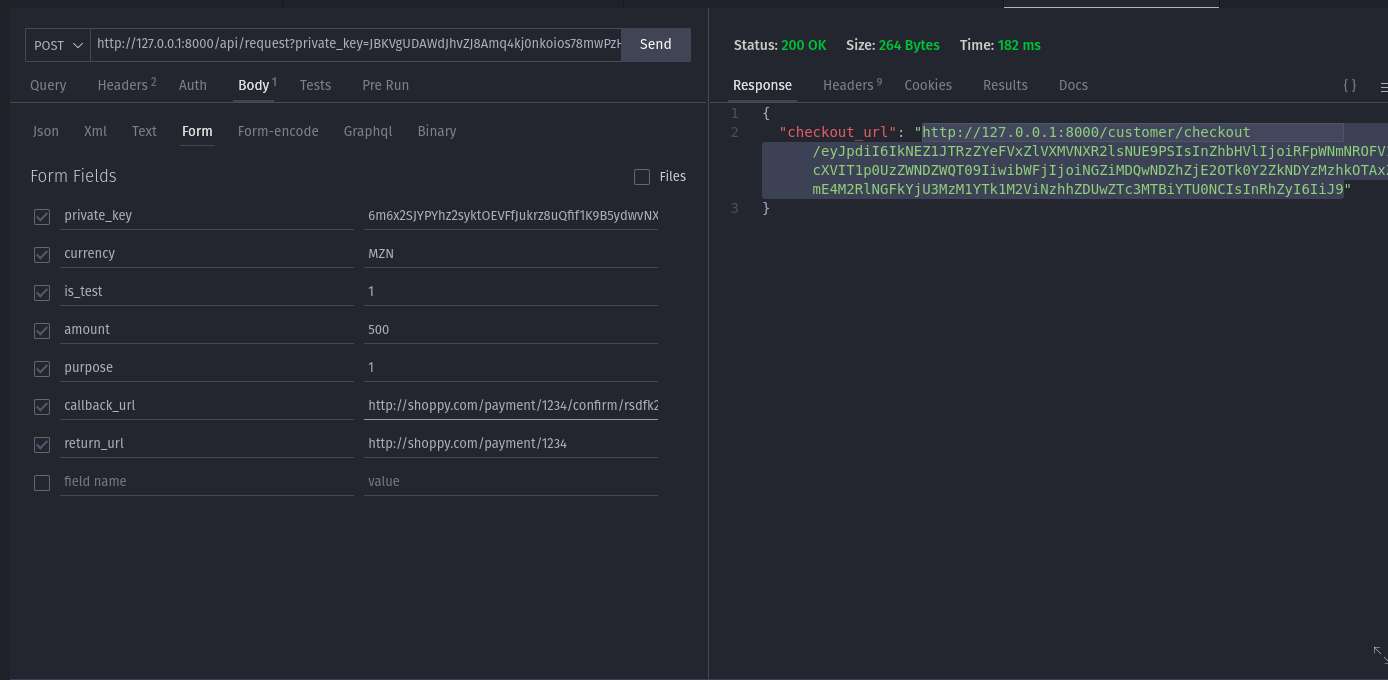 POST http://127.0.0.1:8000/api/request?private_key=JBKVgUDAWdJhvZJ8Amq4kj0nkoios78mwPzH Send
Query Headers 2 Auth Body 1 Tests Pre Run
Json Xml Text Form Form-encode Graphql Binary
Form Fields Files
private_key 6m6x2SJYPYhz2syktOEVFfJukrz8uQfif1K9B5ydwvNX
currency MZN
is_test 1
amount 500
purpose 1
callback_url http://shoppy.com/payment/1234/confirm/rsdfk2
return_url http://shoppy.com/payment/1234
field name value
Status: 200 OK Size: 264 Bytes Time: 182 ms
Response Headers 9 Cookies Results Docs { }
1 {
2 "checkout_url": "http://127.0.0.1:8000/customer/checkout
/eyJpdiI6IkNEZ1JTRzZYeFVxZlVXMVNXR2lsNUE9PSIsInZhbHVlIjoiRFpWNmNROFV
cXVIT1p0UzZWNDZWQT09IiwibWFjIjoiNGZiMDQwNDZhZjE2OTk0Y2ZkNDYzMzhkOTAx
mE4M2RlNGFkYjU3MzM1YTk1M2ViNzhhZDUwZTc3MTBiYTU0NCIsInRhZyI6IiJ9"
3 }